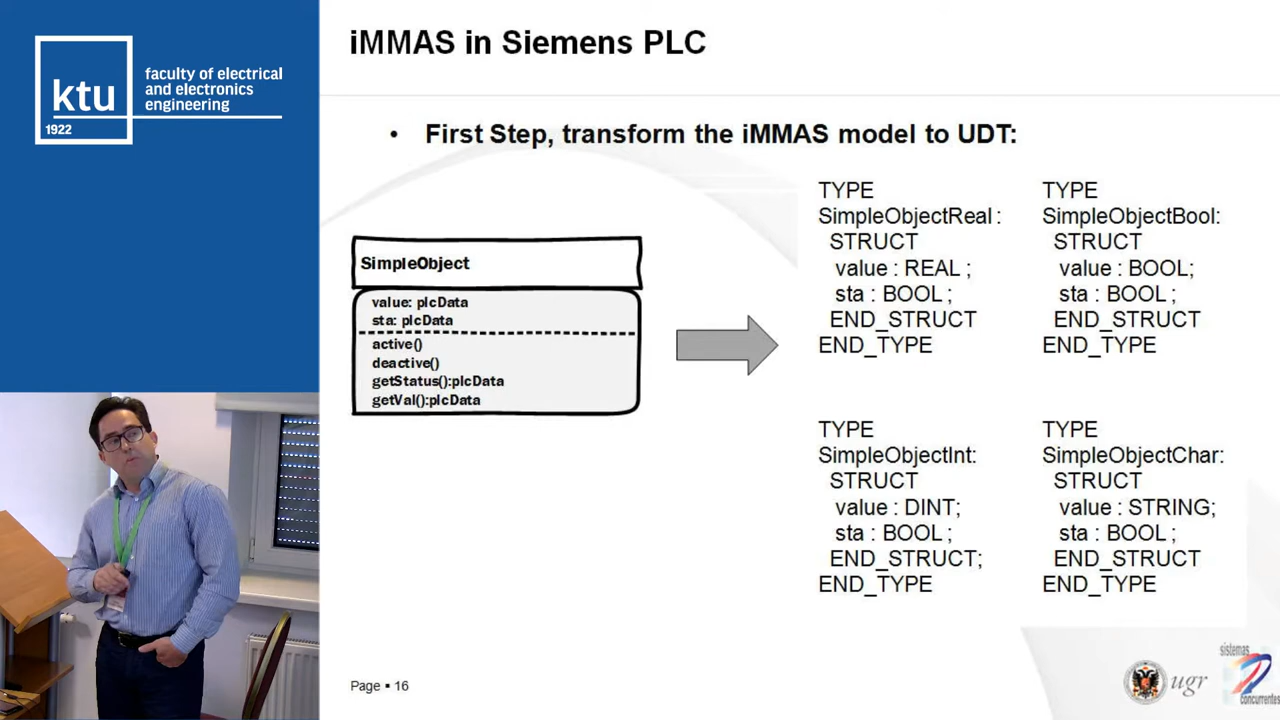 ktu
1922
faculty of electrical
and electronics
engineering
iMMAS in Siemens PLC
• First Step, transform the iMMAS model to UDT:
SimpleObject
value: plcData
sta: plcData
active()
deactive()
getStatus():plcData
getVal():plcData
TYPE
SimpleObjectReal :
STRUCT
value : REAL ;
sta : BOOL ;
END_STRUCT
END_TYPE
TYPE
SimpleObjectBool:
STRUCT
value : BOOL;
sta : BOOL ;
END_STRUCT
END_TYPE
TYPE
SimpleObjectInt:
STRUCT
value : DINT;
sta : BOOL ;
END_STRUCT;
END_TYPE
TYPE
SimpleObjectChar:
STRUCT
value : STRING;
sta : BOOL ;
END_STRUCT
END_TYPE
Page ▪ 16
ugr
sistemas
concurrentes